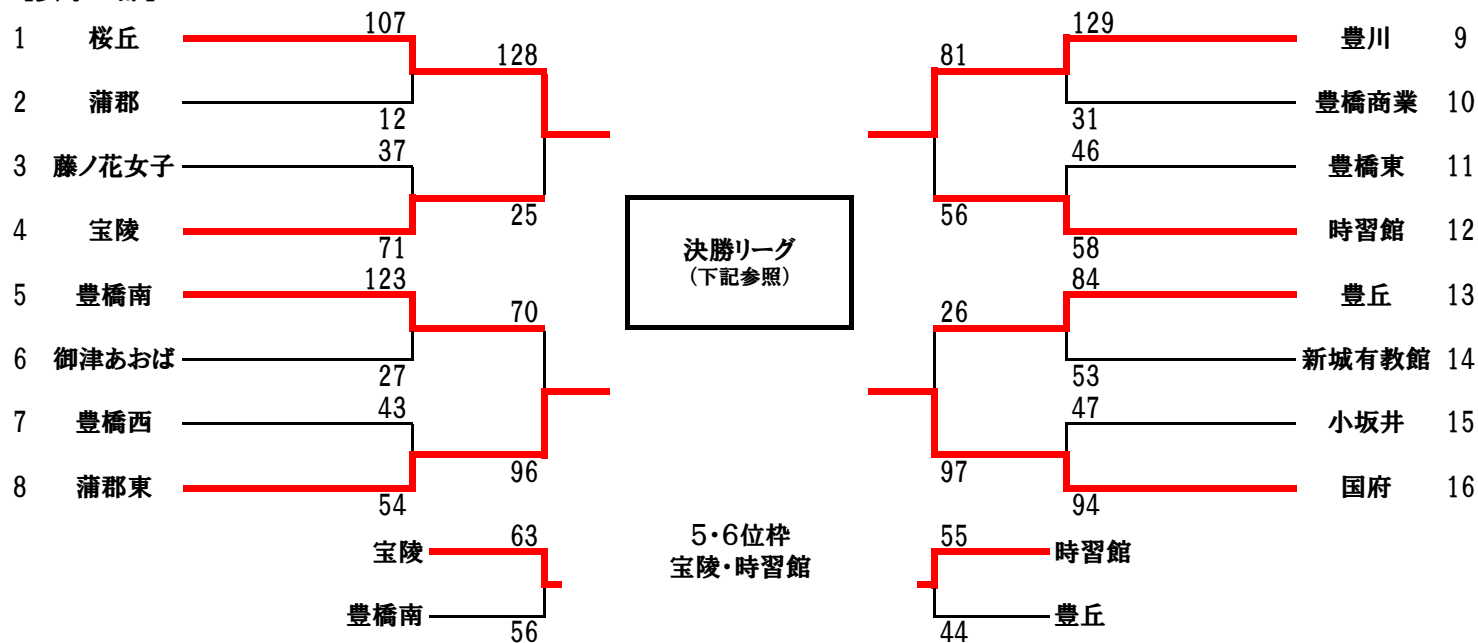 107
129
1 桜丘
豊川 9
128
81
2 蒲郡
豊橋商業 10
12
31
37
46
3 藤ノ花女子
豊橋東 11
25
56
4 宝陵
時習館 12
決勝リーグ
(下記参照)
71
58
123
84
5 豊橋南
豊丘 13
70
26
6 御津あおば
新城有教館 14
27
53
43
47
7 豊橋西
小坂井 15
96
97
8 蒲郡東
国府 16
54
94
63
5・6位枠
55
宝陵
宝陵・時習館
時習館
豊橋南
豊丘
56
44